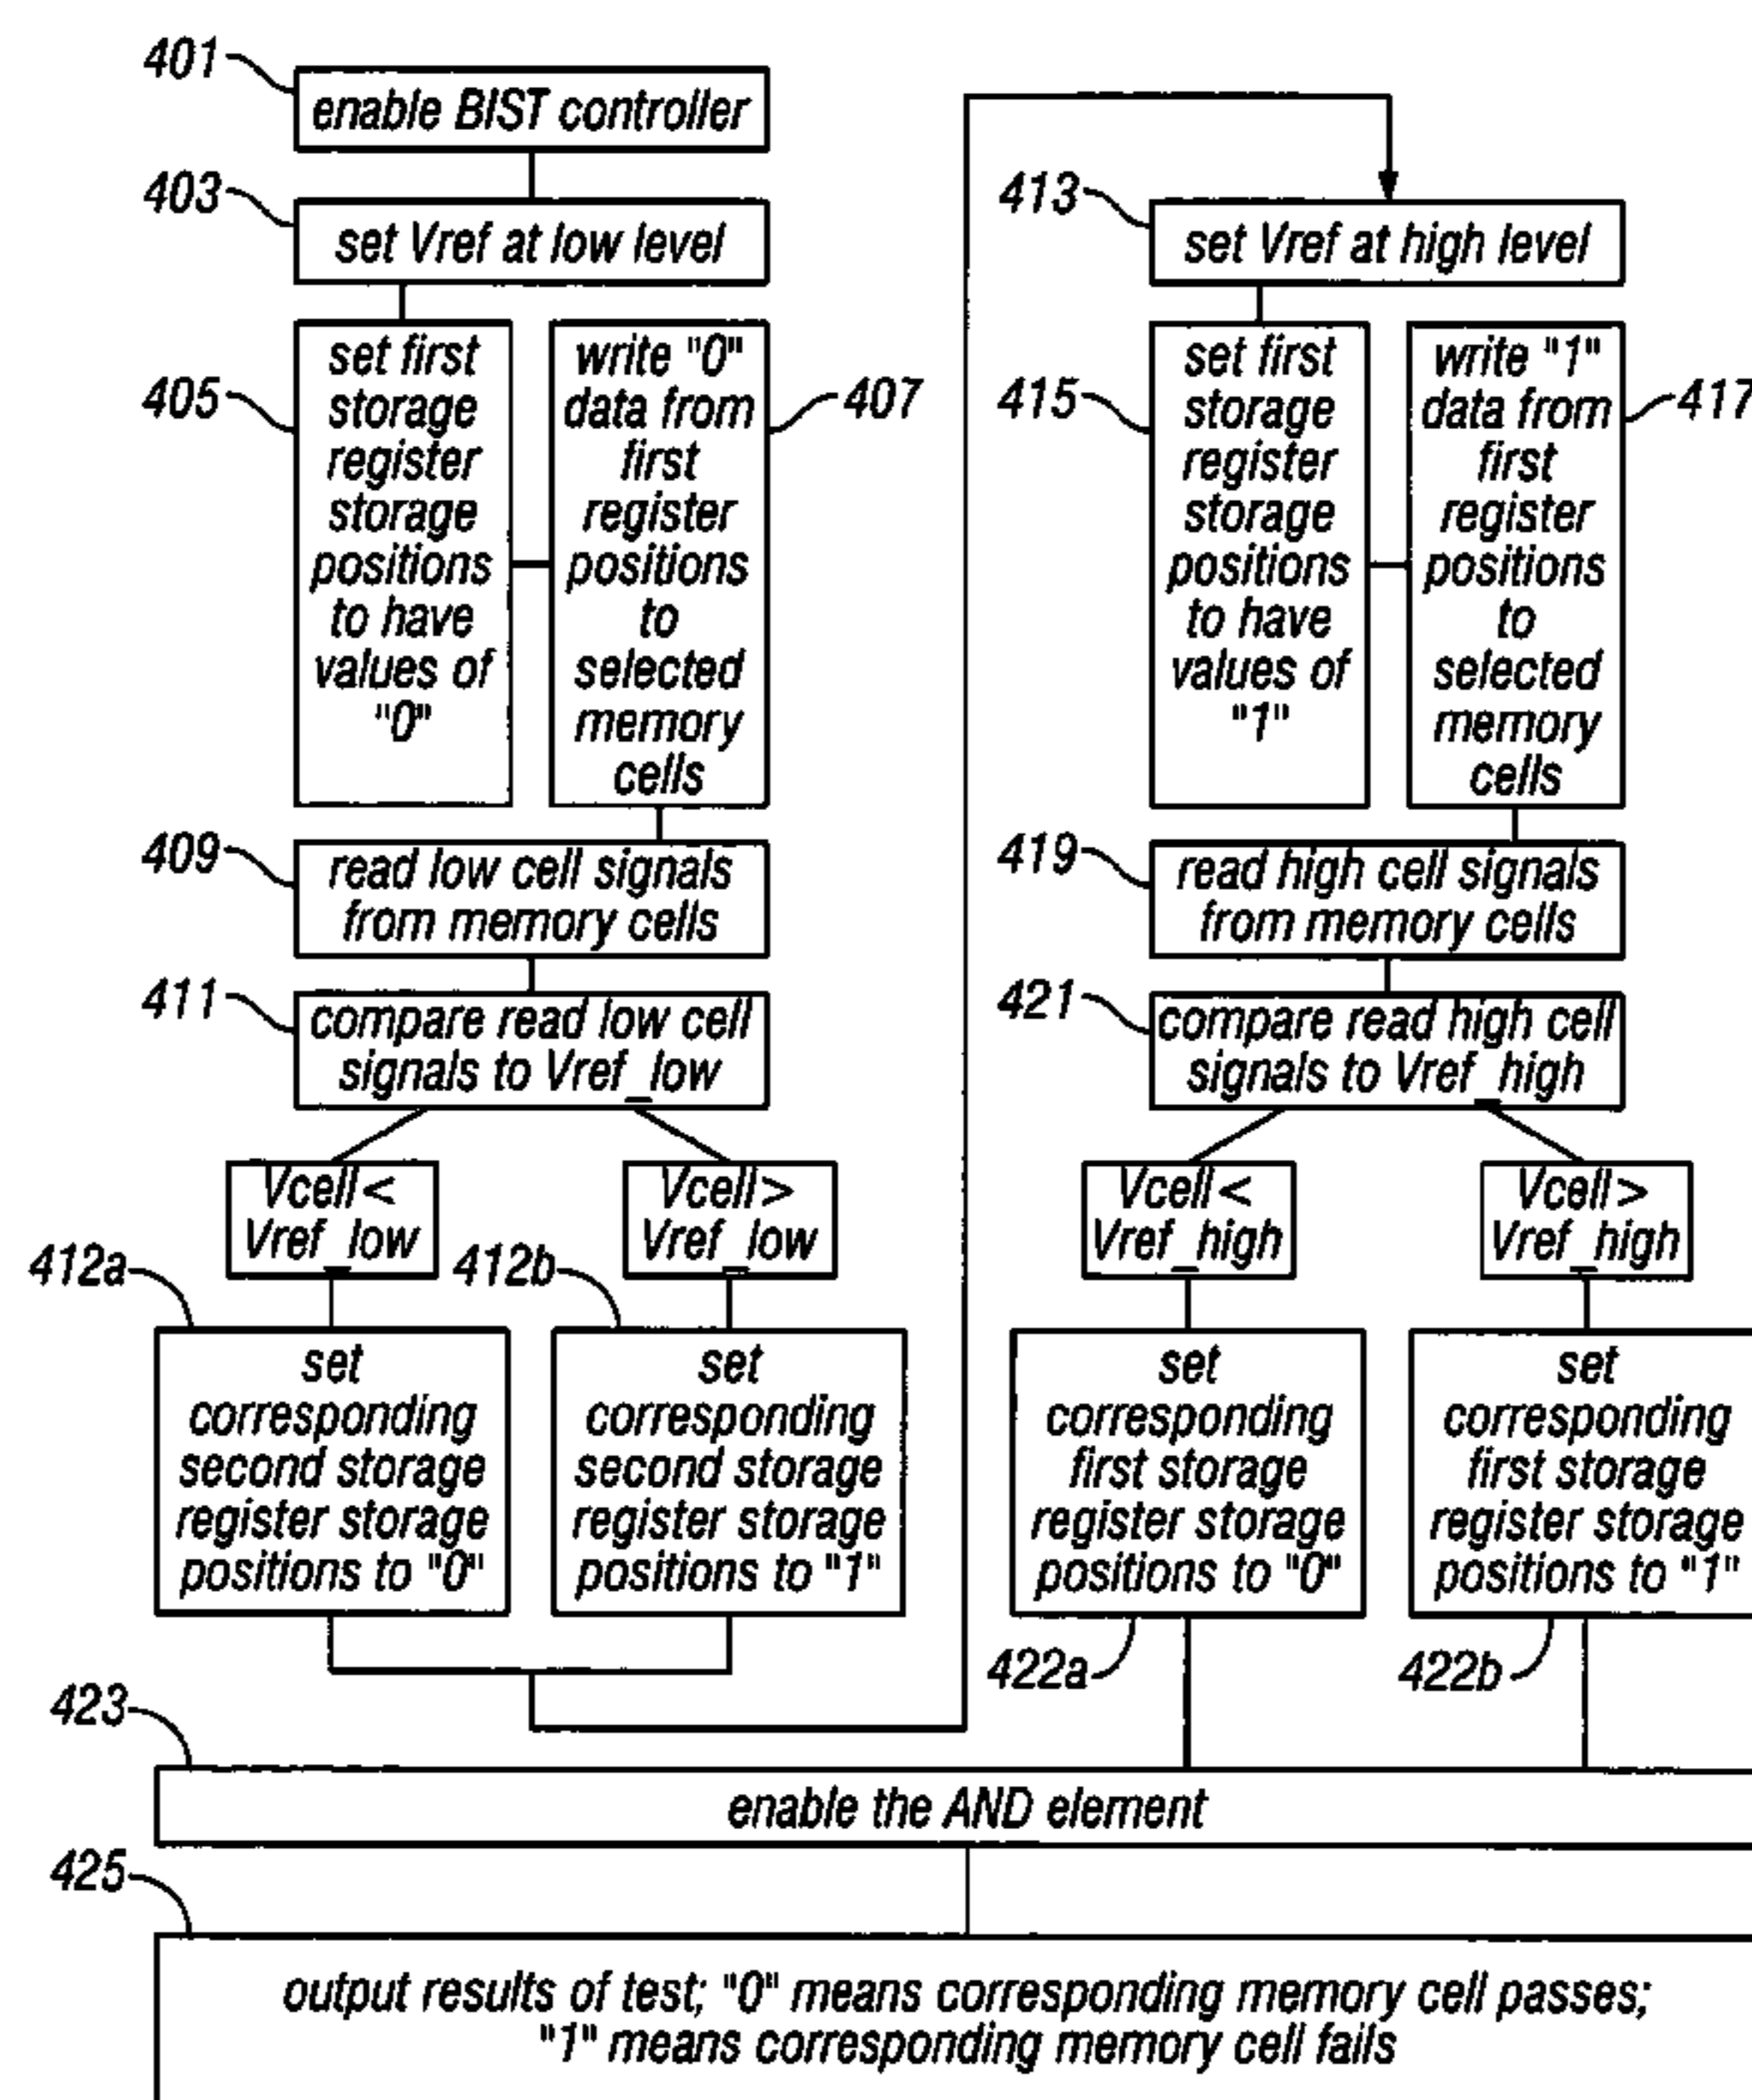 401
enable BIST controller
403
set Vref at low level
405
set first
storage
register
storage
positions
to have
values of
"0"
write "0"
data from
first
register
positions
to
selected
memory
cells
407
409
read low cell signals
from memory cells
411
compare read low cell
signals to Vref_low
Vcell<
Vref_low
Vcell>
Vref_low
412a
set
corresponding
second storage
register storage
positions to "0"
412b
set
corresponding
second storage
register storage
positions to "1"
413
set Vref at high level
415
set first
storage
register
storage
positions
to have
values of
"1"
write "1"
data from
first
register
positions
to
selected
memory
cells
417
419
read high cell signals
from memory cells
421
compare read high cell
signals to Vref_high
Vcell<
Vref_high
Vcell>
Vref_high
set
corresponding
first storage
register storage
positions to "0"
422a
set
corresponding
first storage
register storage
positions to "1"
422b
423
enable the AND element
425
output results of test; "0" means corresponding memory cell passes;
"1" means corresponding memory cell fails